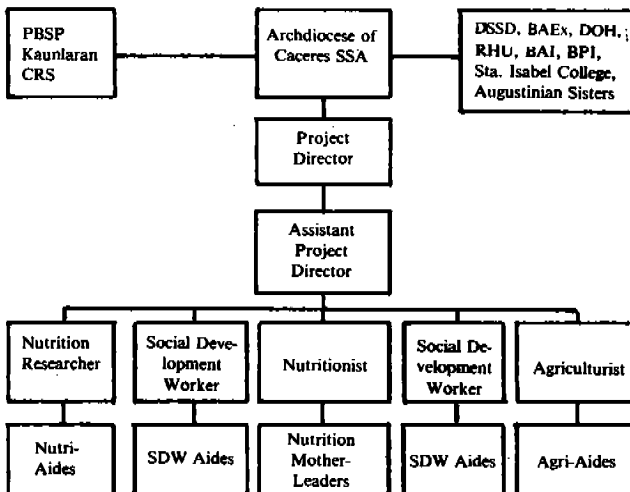 PBSP
Kaunlaran
CRS
Archdiocese of
Caceres SSA
DSSD, BAEx, DOH,
RHU, BAI, BPI,
Sta. Isabel College,
Augustinian Sisters
Project
Director
Assistant
Project
Director
Nutrition
Researcher
Social Deve-
lopment
Worker
Nutritionist
Social De-
velopment
Worker
Agriculturist
Nutri-
Aides
SDW Aides
Nutrition
Mother-
Leaders
SDW Aides
Agri-Aides